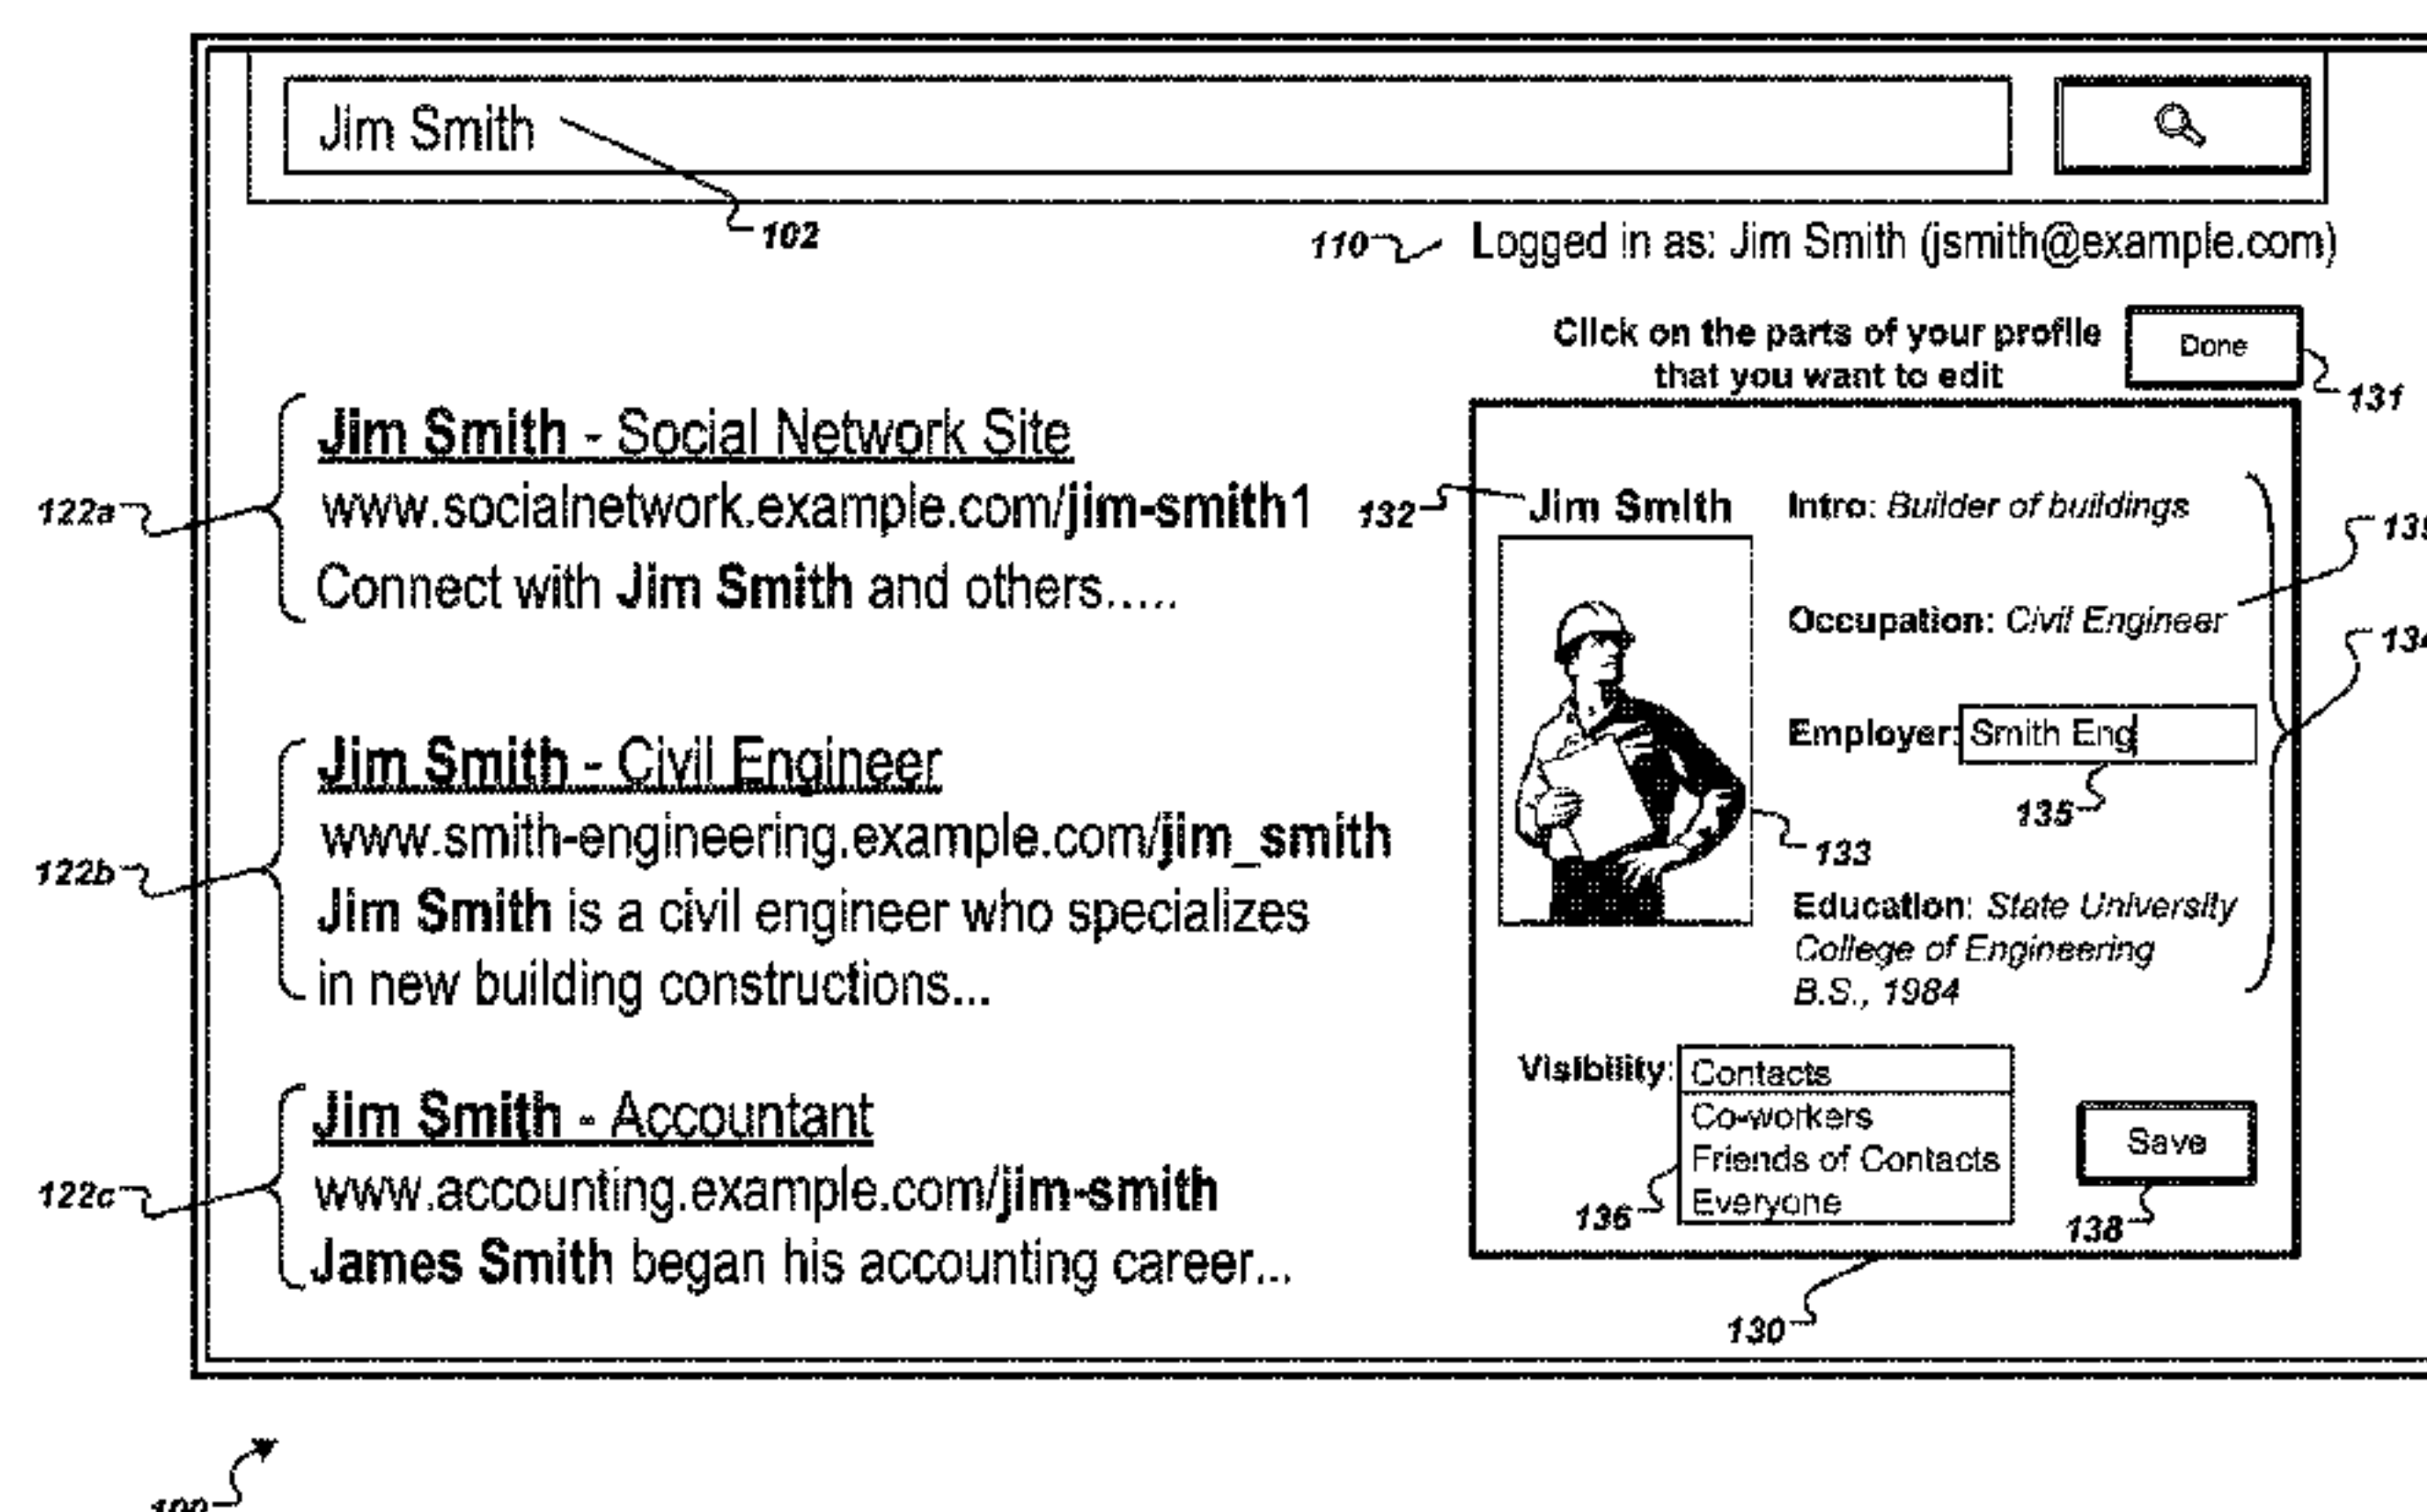 Jim Smith
102
110 Logged in as: Jim Smith (jsmith@example.com)
Click on the parts of your profile
that you want to edit
Done
131
122a
Jim Smith - Social Network Site
www.socialnetwork.example.com/jim-smith1
Connect with Jim Smith and others.....
122b
Jim Smith - Civil Engineer
www.smith-engineering.example.com/jim_smith
Jim Smith is a civil engineer who specializes
in new building constructions...
122c
Jim Smith - Accountant
www.accounting.example.com/jim-smith
James Smith began his accounting career...
132
Jim Smith
133
Intro: Builder of buildings
Occupation: Civil Engineer
Employer: Smith Eng
135
Education: State University
College of Engineering
B.S., 1984
Visibility: Contacts
Co-workers
Friends of Contacts
Everyone
136
Save
138
130